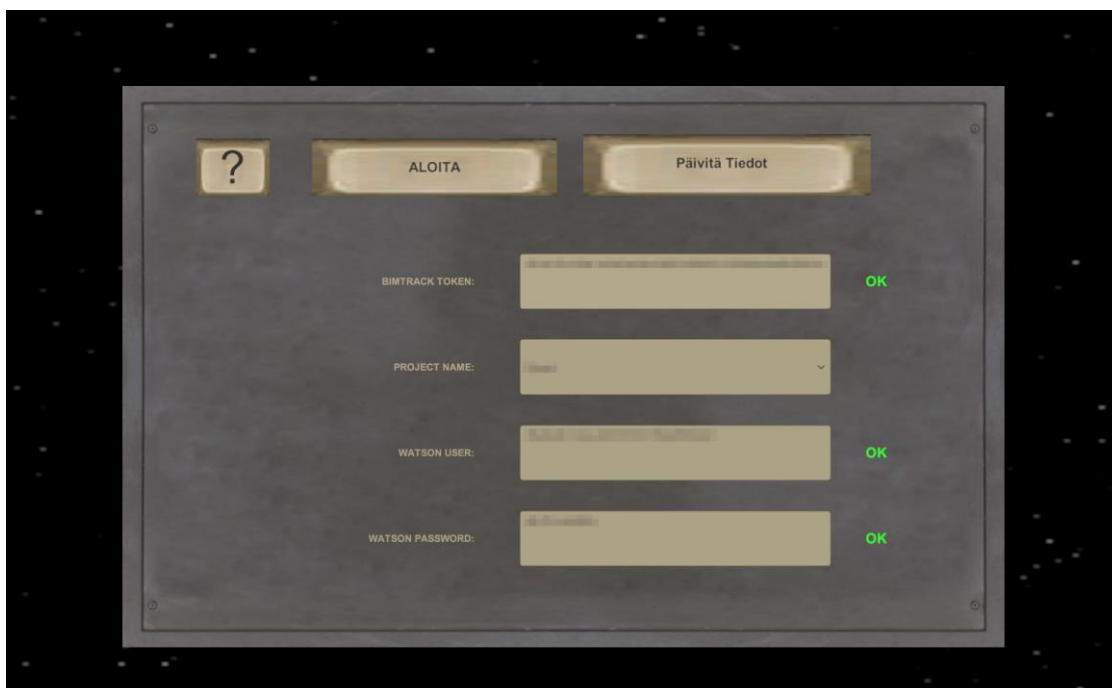 ?
ALOITA
Päivitä Tiedot
BIMTRACK TOKEN:
OK
PROJECT NAME:
WATSON USER:
OK
WATSON PASSWORD:
OK